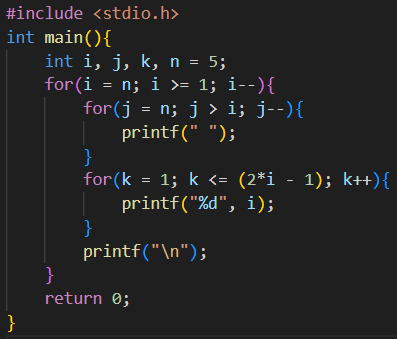 #include <stdio.h>
int main(){
    int i, j, k, n = 5;
    for(i = n; i >= 1; i--){
        for(j = n; j > i; j--){
            printf(" ");
        }
        for(k = 1; k <= (2*i - 1); k++){
            printf("%d", i);
        }
        printf("\n");
    }
    return 0;
}